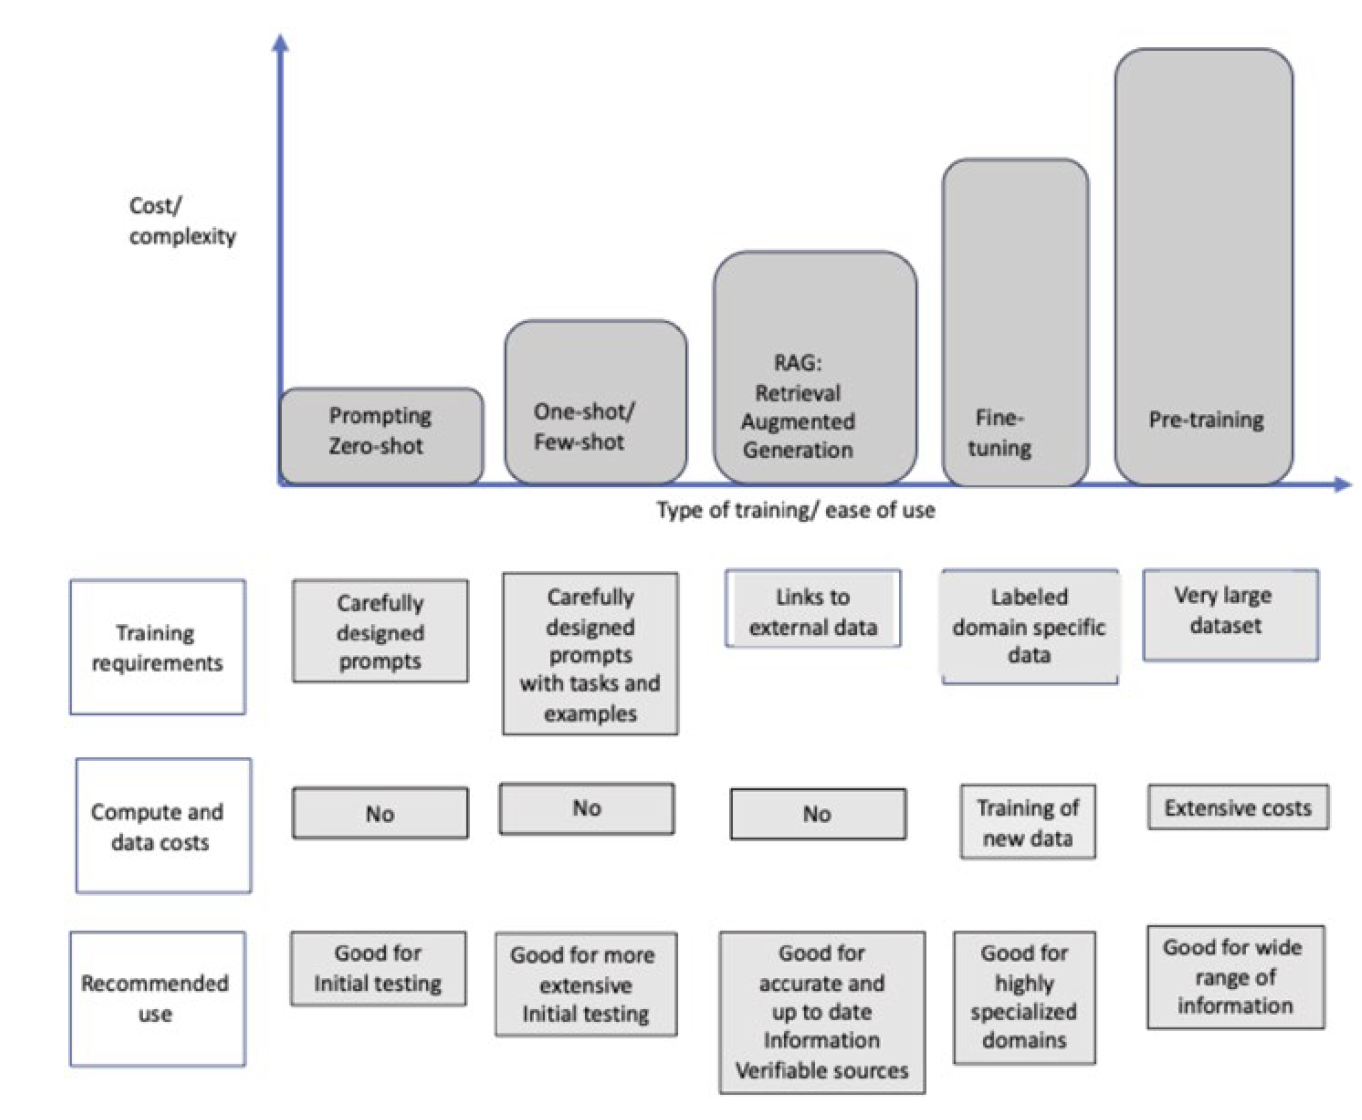 Cost/
complexity
Prompting
Zero-shot
One-shot/
Few-shot
RAG:
Retrieval
Augmented
Generation
Fine-
tuning
Pre-training
Type of training/ ease of use
Training
requirements
Carefully
designed
prompts
Carefully
designed
prompts
with tasks and
examples
Links to
external data
Labeled
domain specific
data
Very large
dataset
Compute and
data costs
No
No
No
Training of
new data
Extensive costs
Recommended
use
Good for
Initial testing
Good for more
extensive
Initial testing
Good for
accurate and
up to date
Information
Verifiable sources
Good for
highly
specialized
domains
Good for wide
range of
information